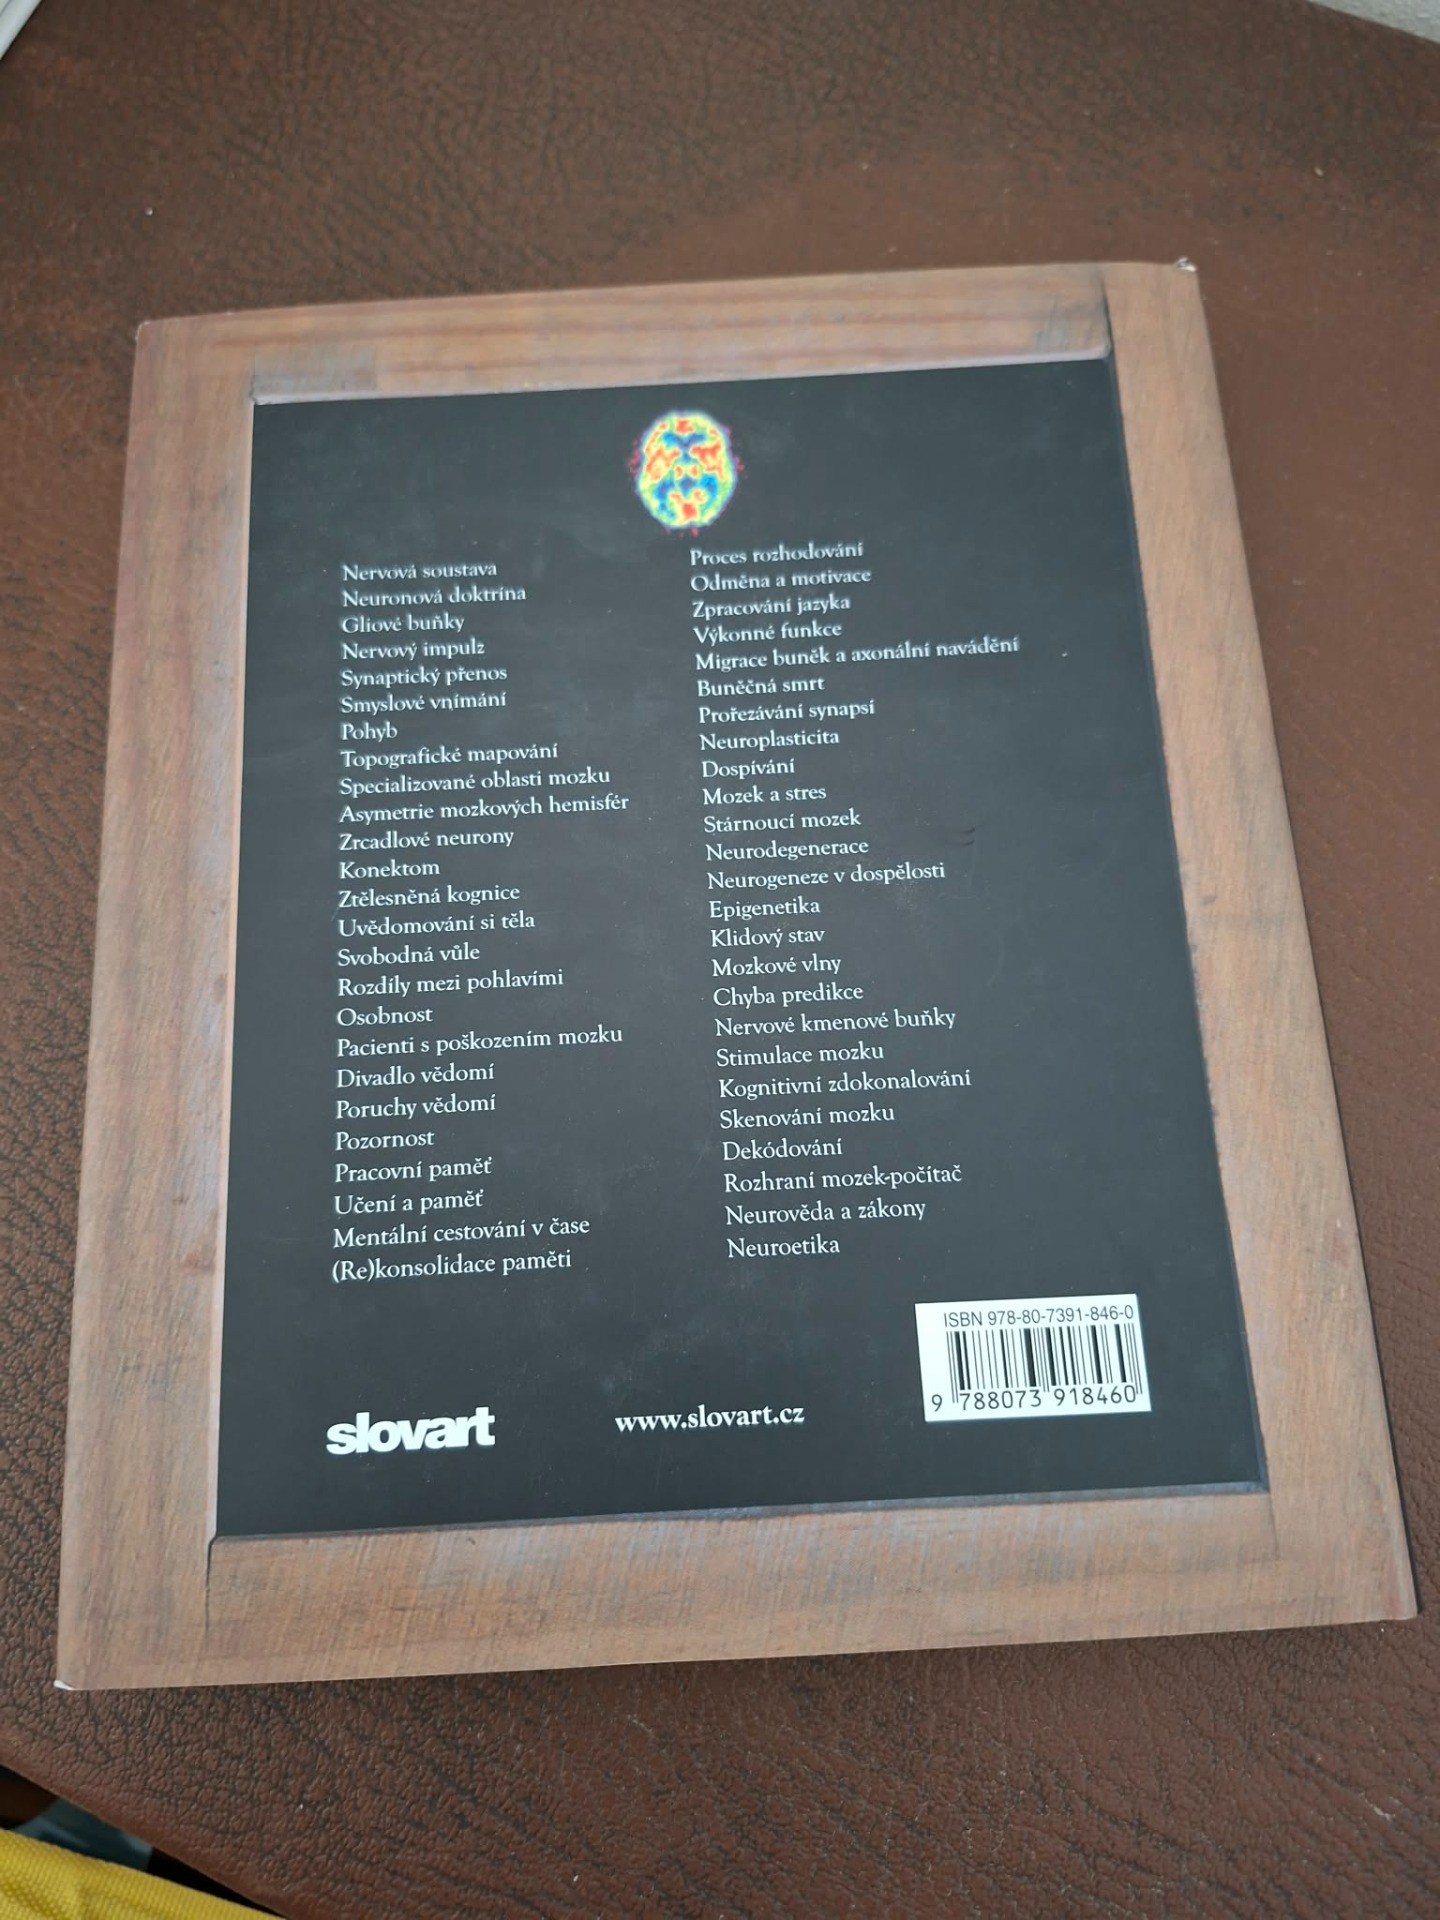 Nervová soustava
Neuronová doktrína
Gliové buňky
Nervový impulz
Synaptický přenos
Smyslové vnímání
Pohyb
Topografické mapování
Specializované oblasti mozku
Asymetrie mozkových hemisfér
Zrcadlové neurony
Konektom
Ztělesněná kognice
Uvědomování si těla
Svobodná vůle
Rozdíly mezi pohlavími
Osobnost
Pacienti s poškozením mozku
Divadlo vědomí
Poruchy vědomí
Pozornost
Pracovní paměť
Učení a paměť
Mentální cestování v čase
(Re)konsolidace paměti
Proces rozhodování
Odměna a motivace
Zpracování jazyka
Výkonné funkce
Migrace buněk a axonální navádění
Buněčná smrt
Prořezávání synapsí
Neuroplasticita
Dospívání
Mozek a stres
Stárnoucí mozek
Neurodegenerace
Neurogeneze v dospělosti
Epigenetika
Klidový stav
Mozkové vlny
Chyba predikce
Nervové kmenové buňky
Stimulace mozku
Kognitivní zdokonalování
Skenování mozku
Dekódování
Rozhraní mozek-počítač
Neurověda a zákony
Neuroetika
ISBN 978-80-7391-846-0
9 788073 918460
slovart
www.slovart.cz